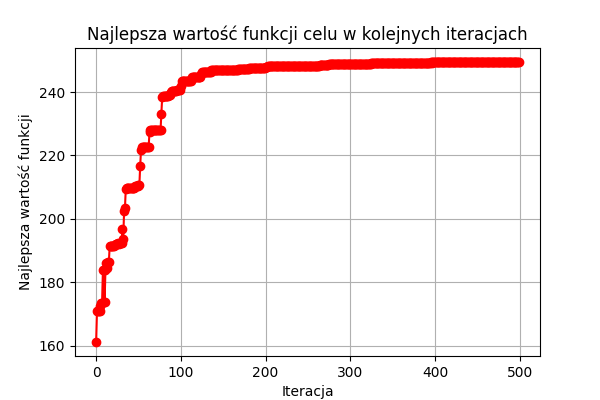 Najlepsza wartość funkcji celu w kolejnych iteracjach
Najlepsza wartość funkcji
240
220
200
180
160
0 100 200 300 400 500
Iteracja